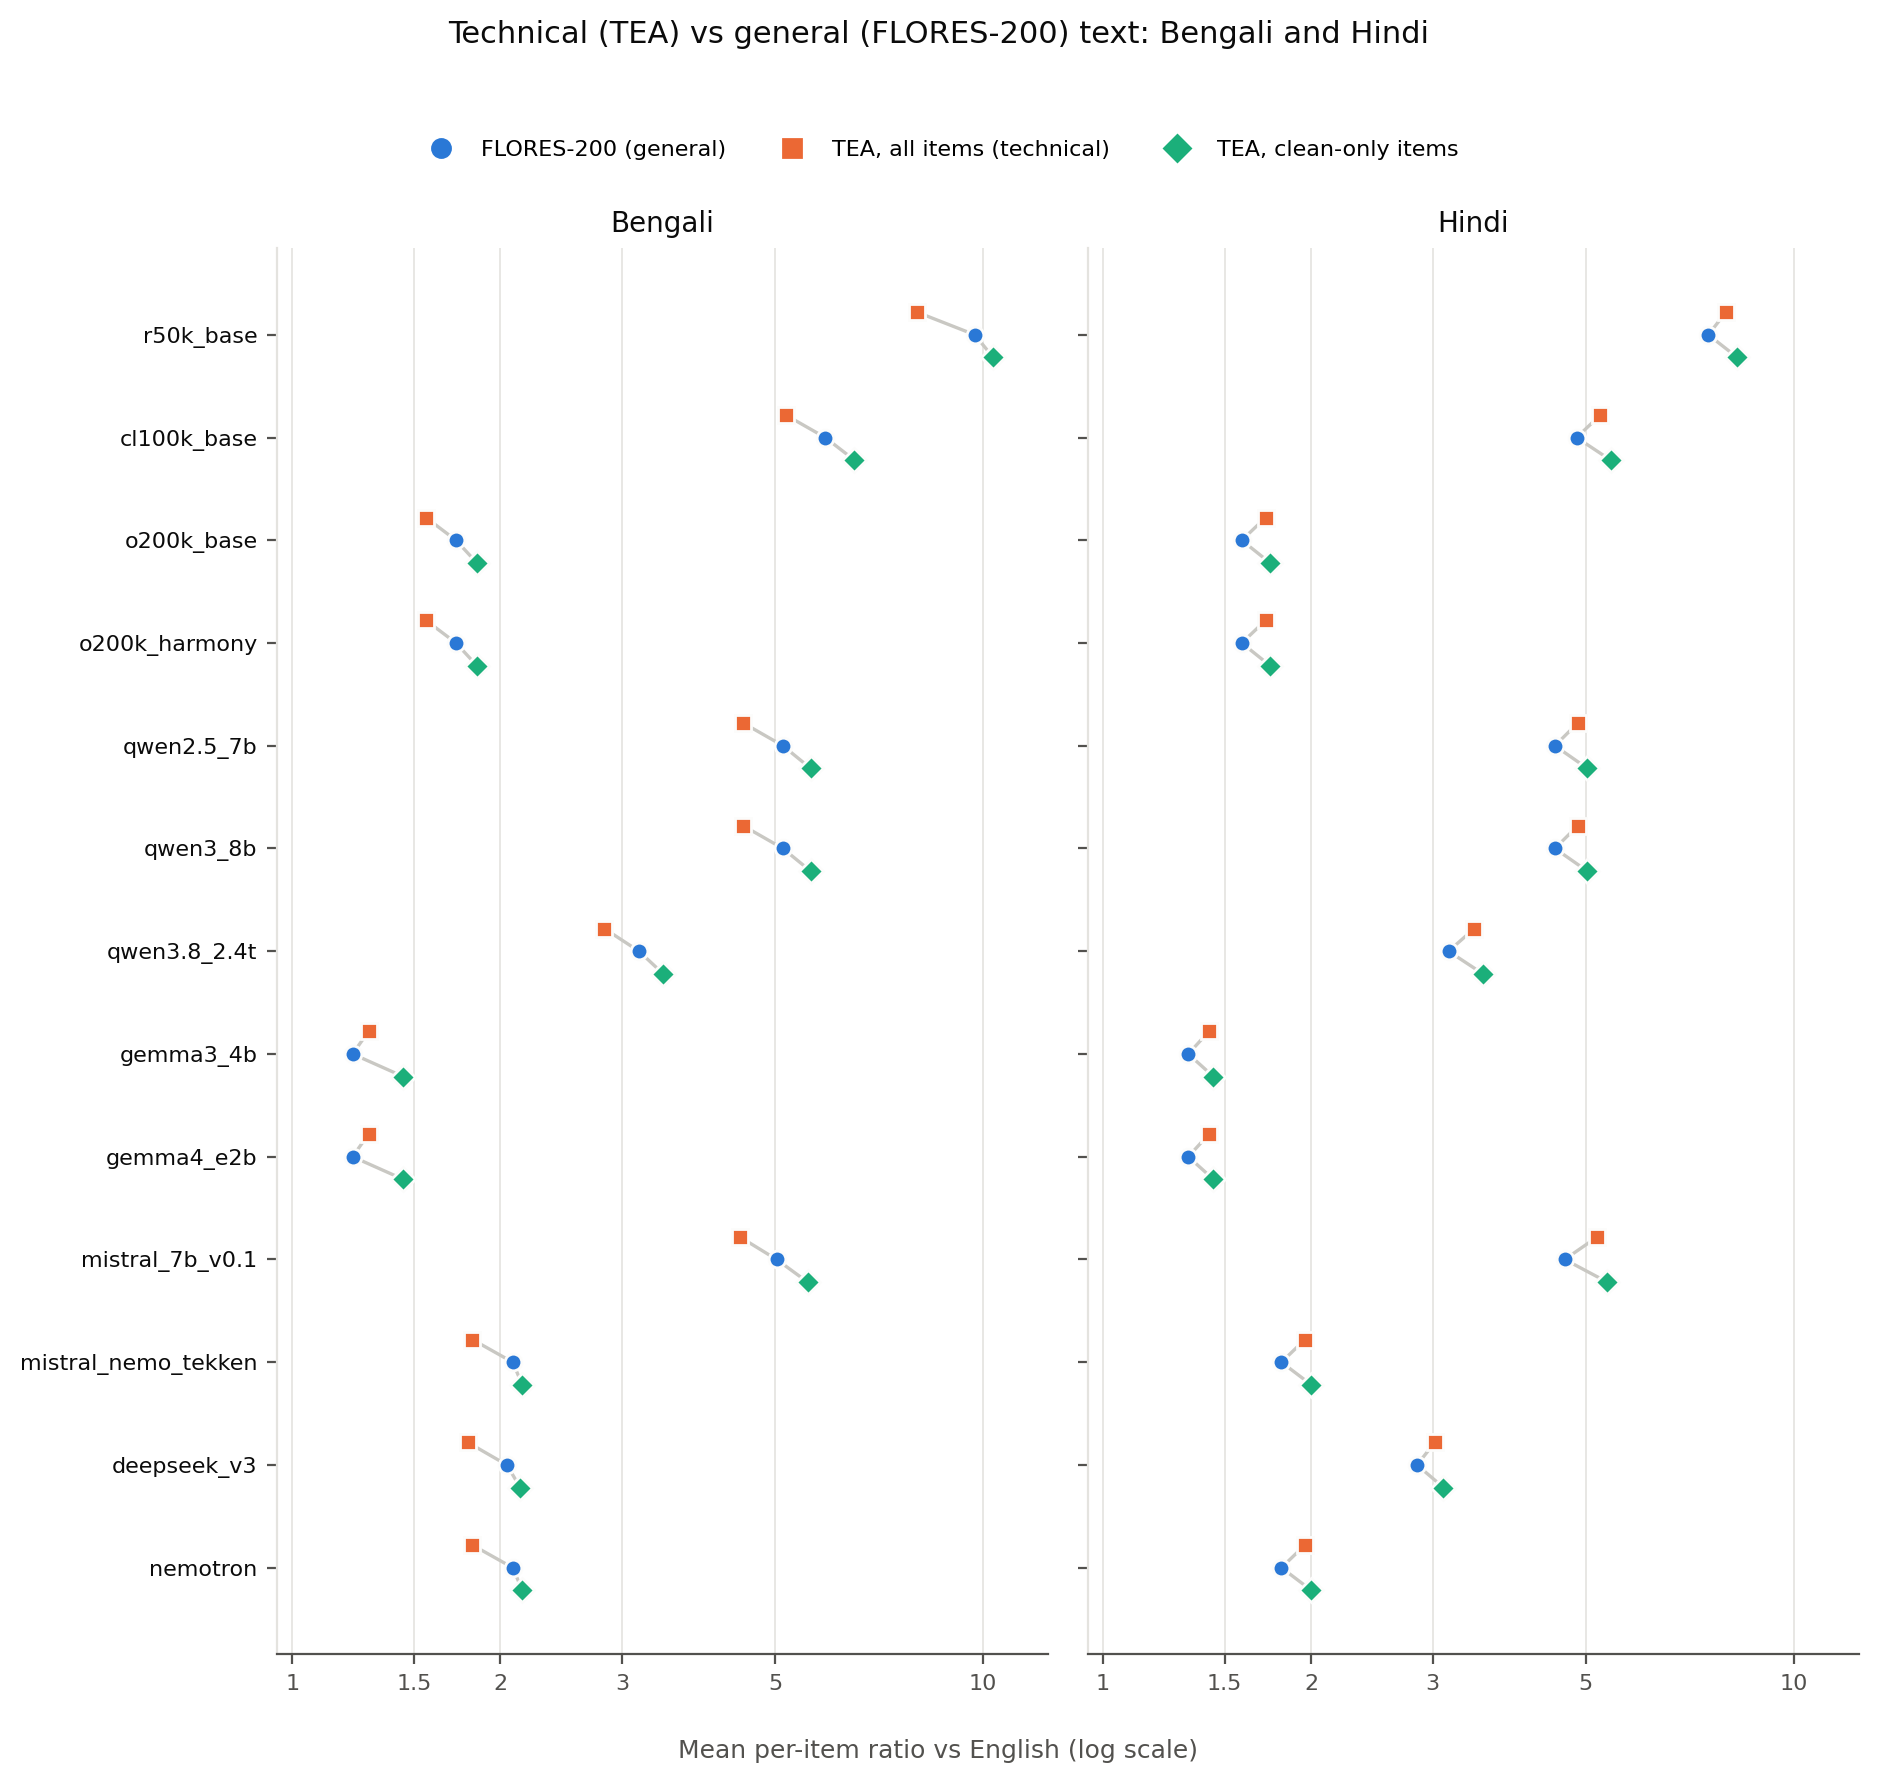 Technical (TEA) vs general (FLORES-200) text: Bengali and Hindi
FLORES-200 (general)
TEA, all items (technical)
TEA, clean-only items
Bengali
Hindi
r50k_base
cl100k_base
o200k_base
o200k_harmony
qwen2.5_7b
qwen3_8b
qwen3.8_2.4t
gemma3_4b
gemma4_e2b
mistral_7b_v0.1
mistral_nemo_tekken
deepseek_v3
nemotron
1 1.5 2 3 5 10
1 1.5 2 3 5 10
Mean per-item ratio vs English (log scale)